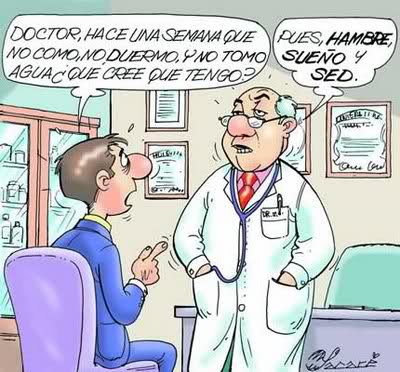 DOCTOR, HACE UNA SEMANA QUE
NO COMO, NO, DUERMO, Y NO TOMO
AGUA¿ QUE CREE QUE TENGO?
PUES, HAMBRE,
SUEÑO Y
SED.